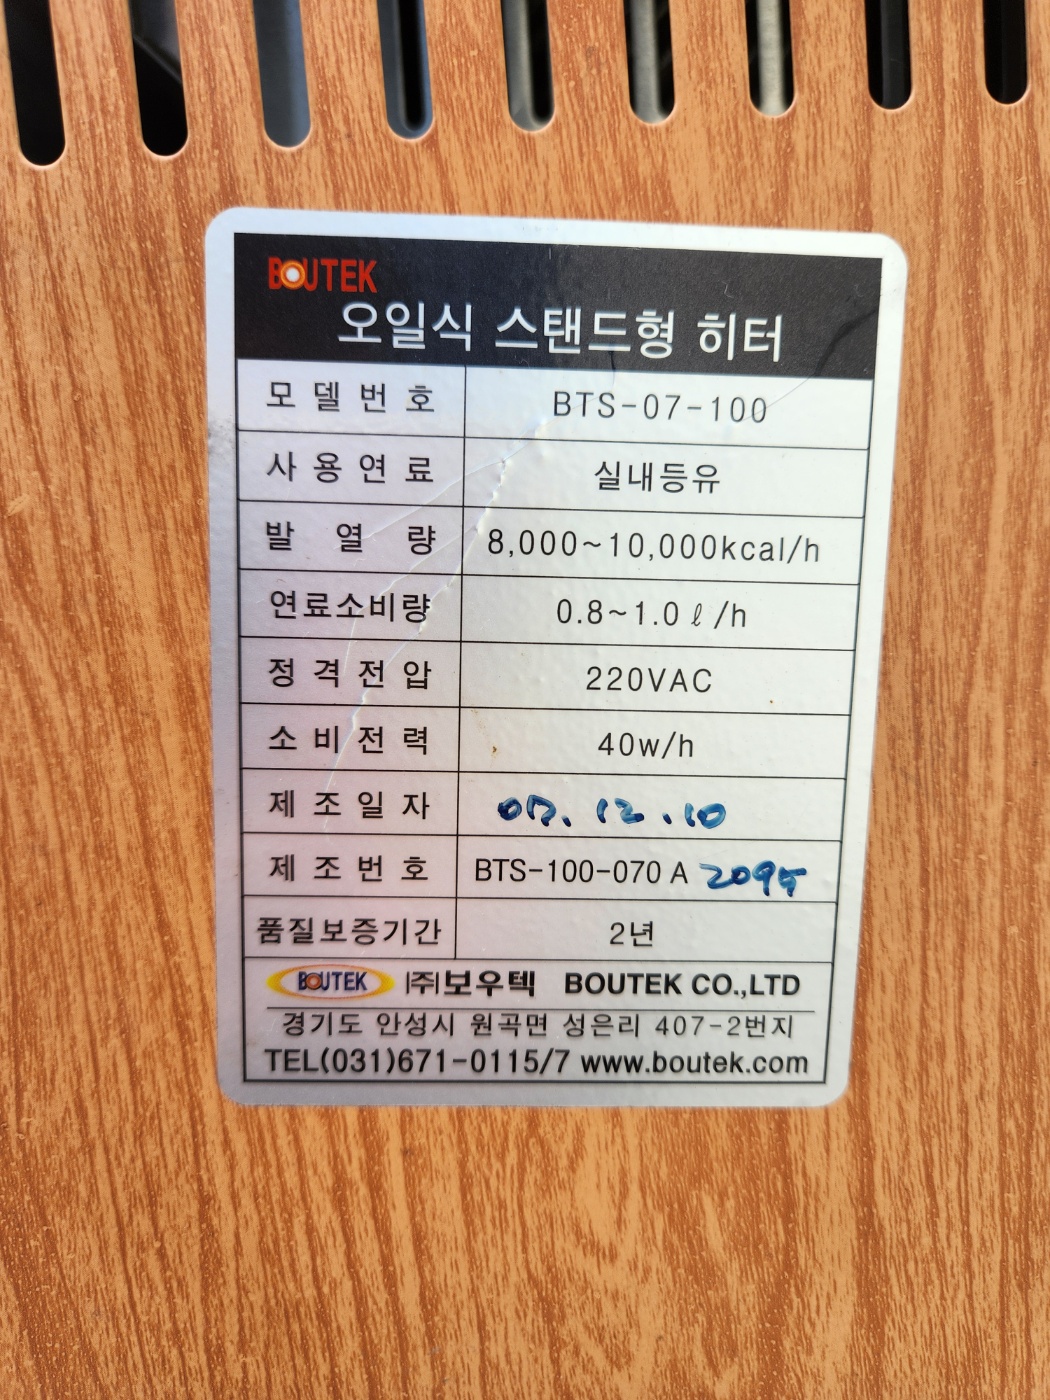 BOUTEK
오일식 스탠드형 히터
모델번호 BTS-07-100
사용연료 실내등유
발열량 8,000~10,000kcal/h
연료소비량 0.8~1.0ℓ/h
정격전압 220VAC
소비전력 40w/h
제조일자 07.12.10
제조번호 BTS-100-070 A 2095
품질보증기간 2년
BOUTEK ㈜보우텍 BOUTEK CO.,LTD
경기도 안성시 원곡면 성은리 407-2번지
TEL(031)671-0115/7 www.boutek.com